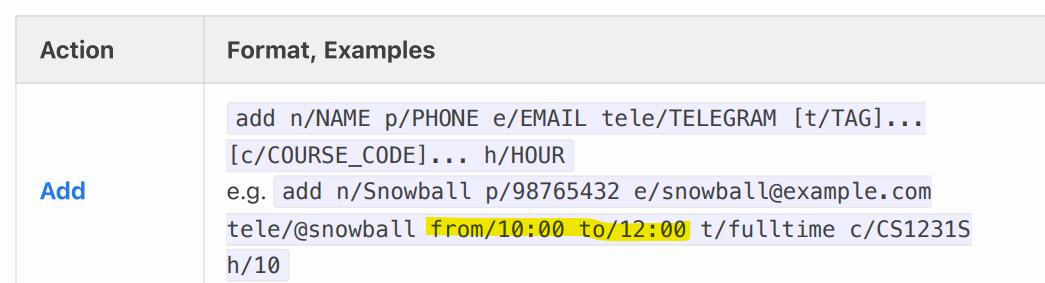 Action Format, Examples
add n/NAME p/PHONE e/EMAIL tele/TELEGRAM [t/TAG]...
[c/COURSE_CODE]... h/HOUR
Add
e.g. add n/Snowball p/98765432 e/snowball@example.com
tele/@snowball from/10:00 to/12:00 t/fulltime c/CS1231S
h/10